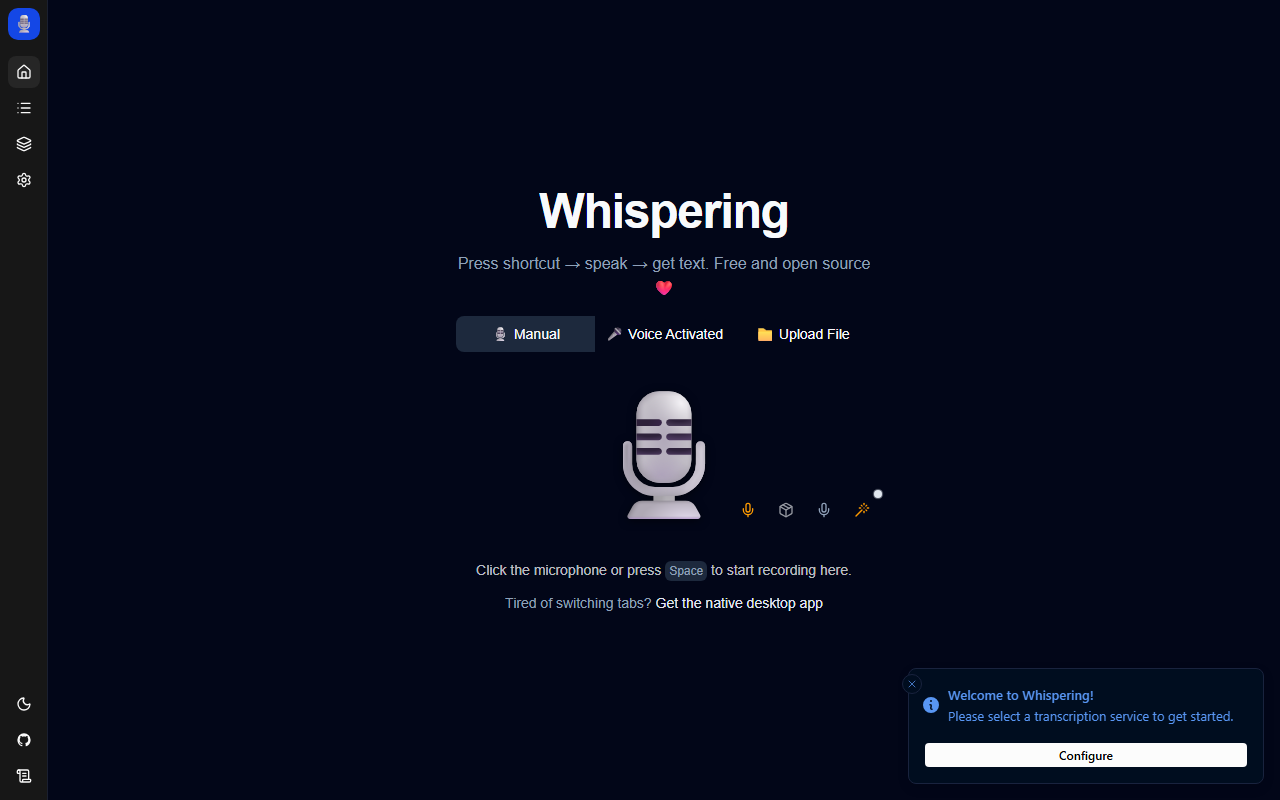 Whispering
Press shortcut → speak → get text. Free and open source
Manual
Voice Activated
Upload File
Click the microphone or press Space to start recording here.
Tired of switching tabs? Get the native desktop app
Welcome to Whispering!
Please select a transcription service to get started.
Configure